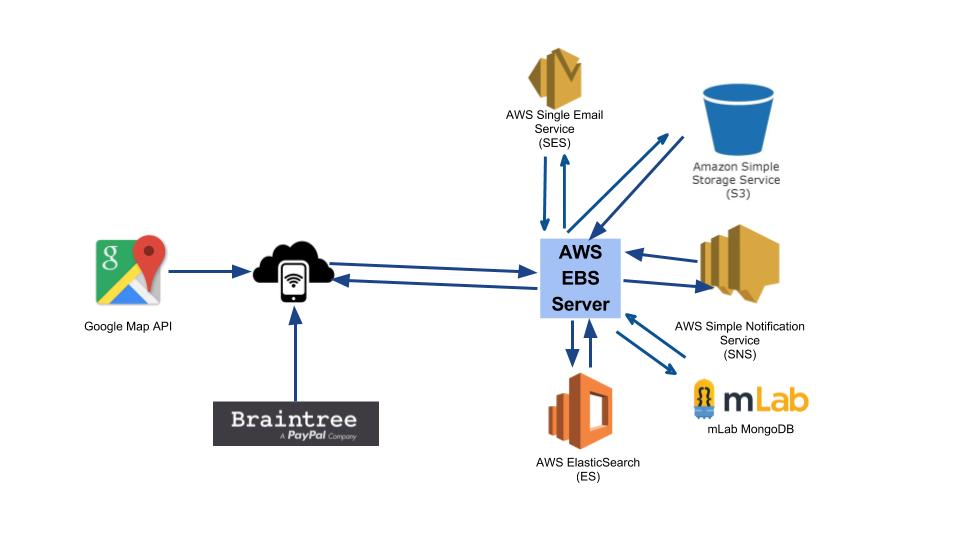 AWS Single Email
Service
(SES)
Amazon Simple
Storage Service
(S3)
AWS
EBS
Server
g
Google Map API
AWS Simple Notification
Service
(SNS)
Braintree
A PayPal Company
mLab
mLab MongoDB
AWS ElasticSearch
(ES)